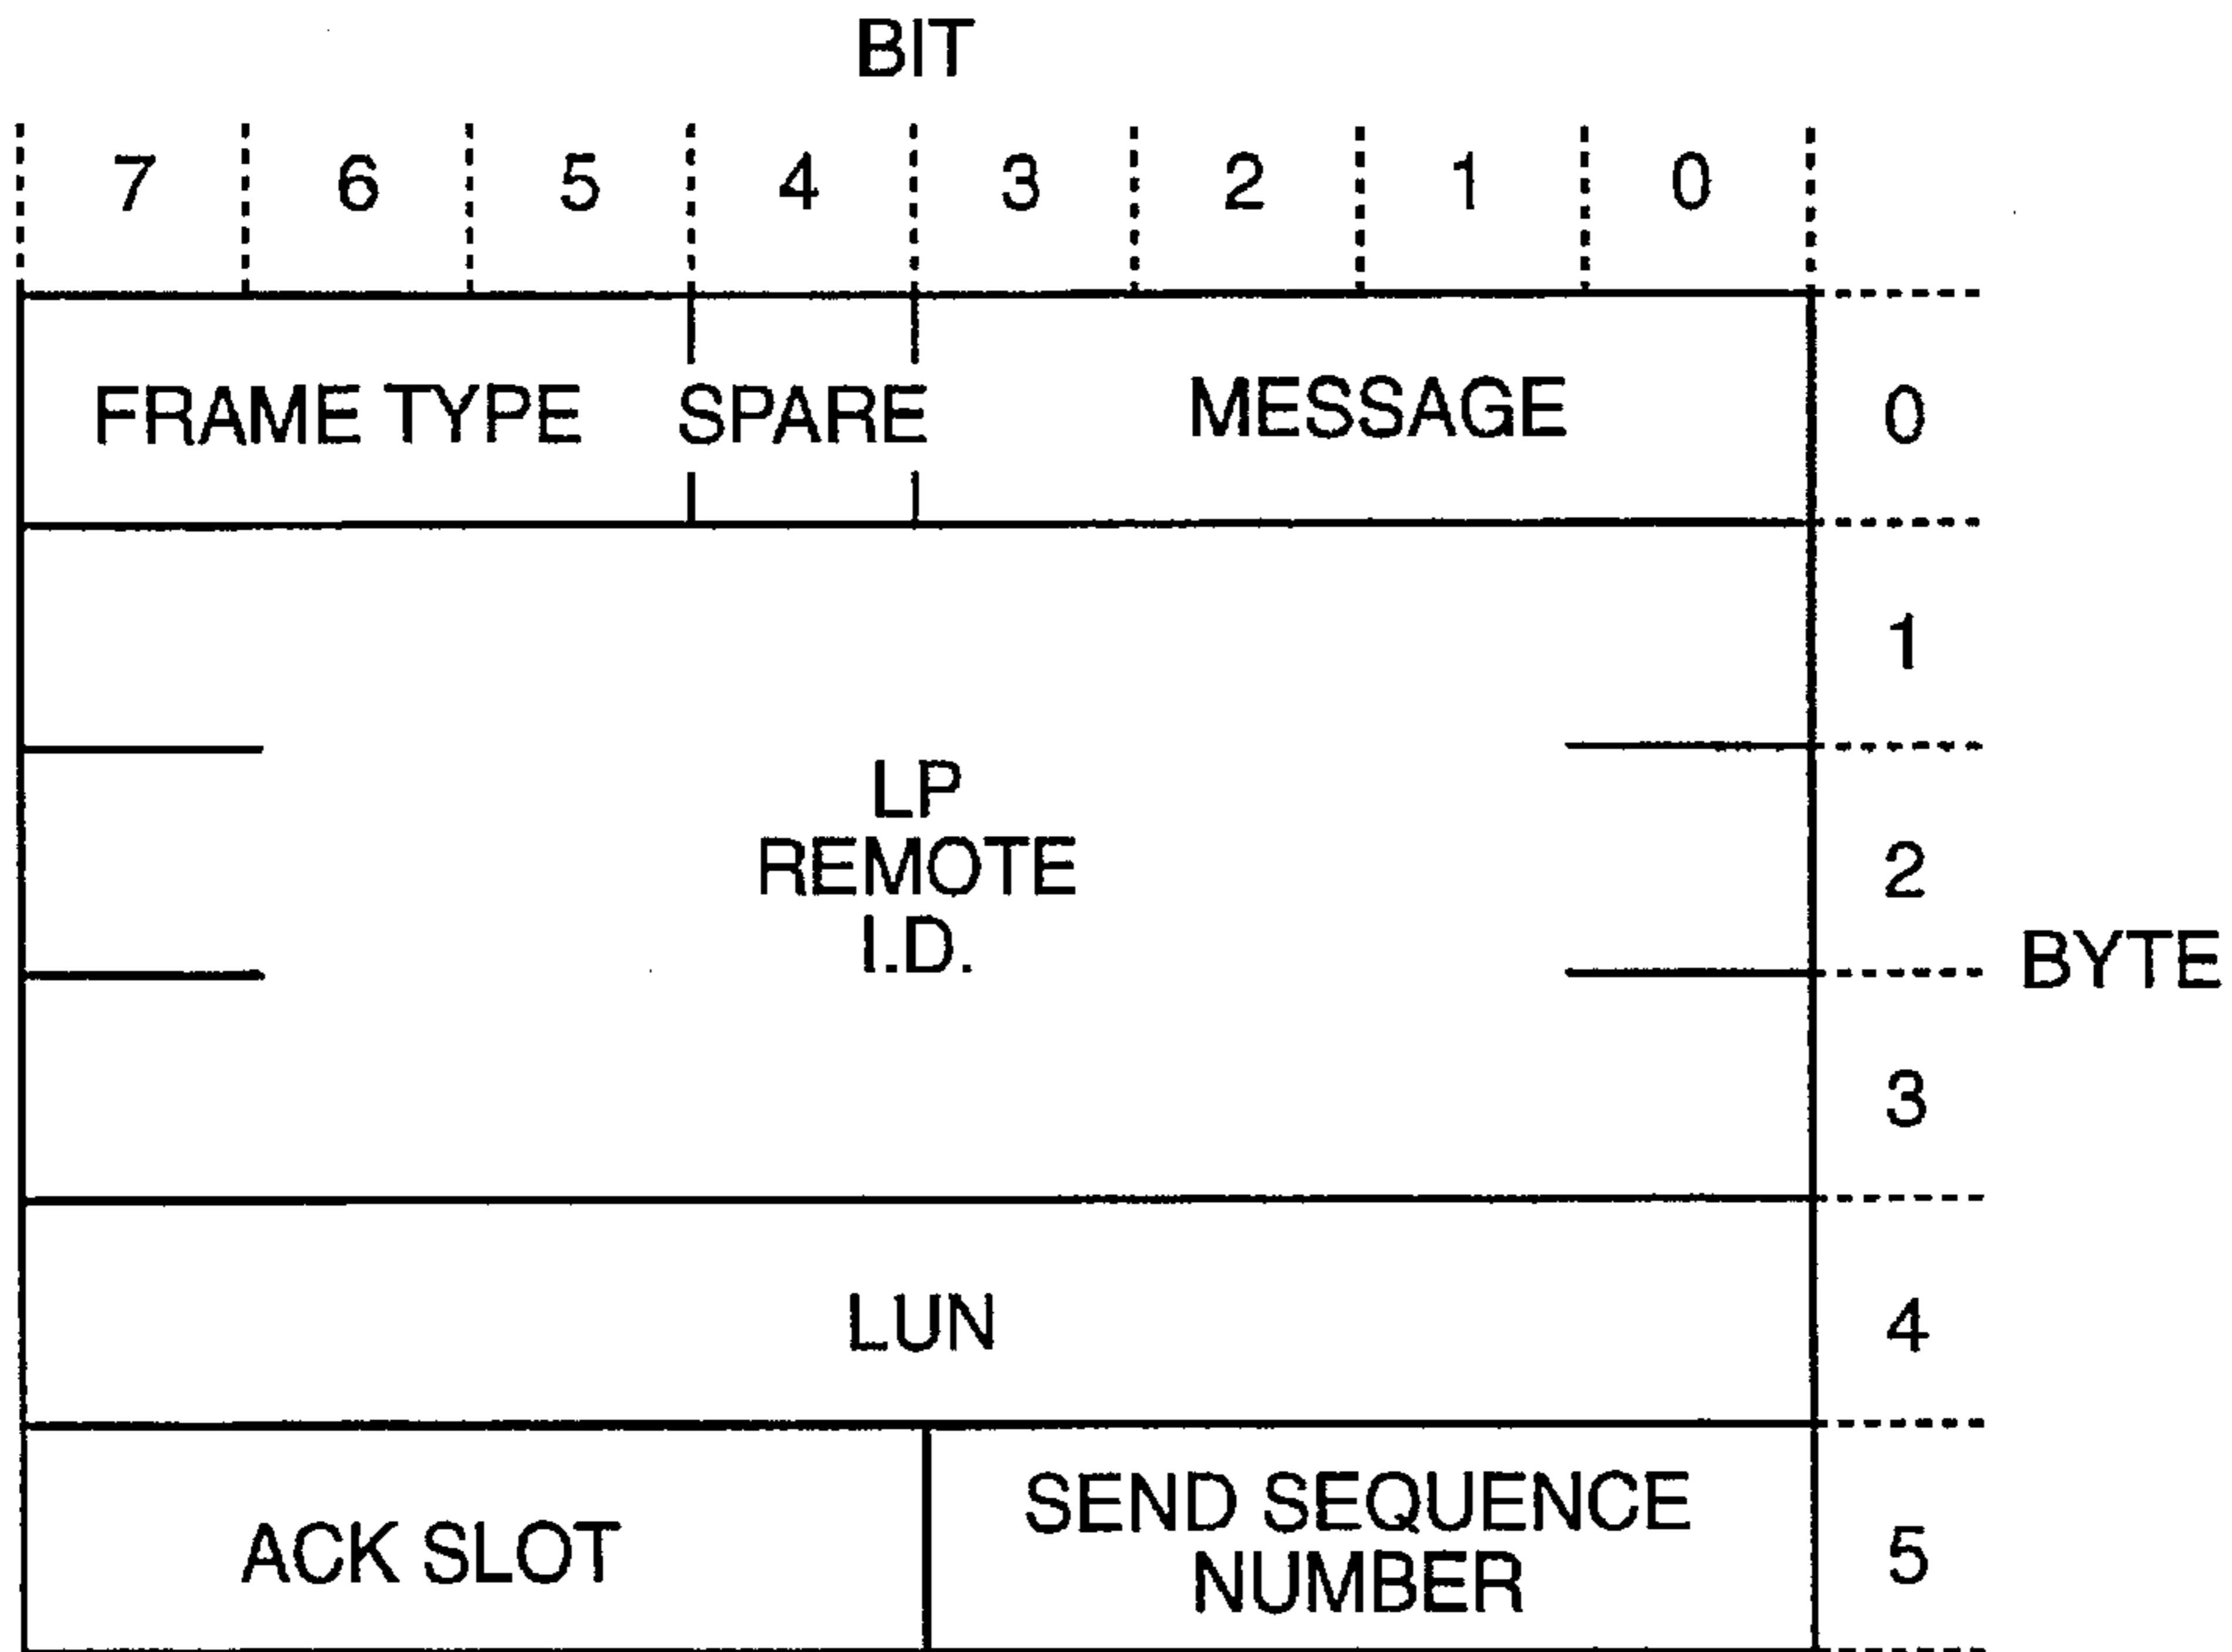 BIT
7 6 5 4 3 2 1 0
FRAME TYPE SPARE MESSAGE 0
1
LP
REMOTE
I.D.
2
BYTE
3
LUN 4
ACK SLOT
SEND SEQUENCE
NUMBER
5